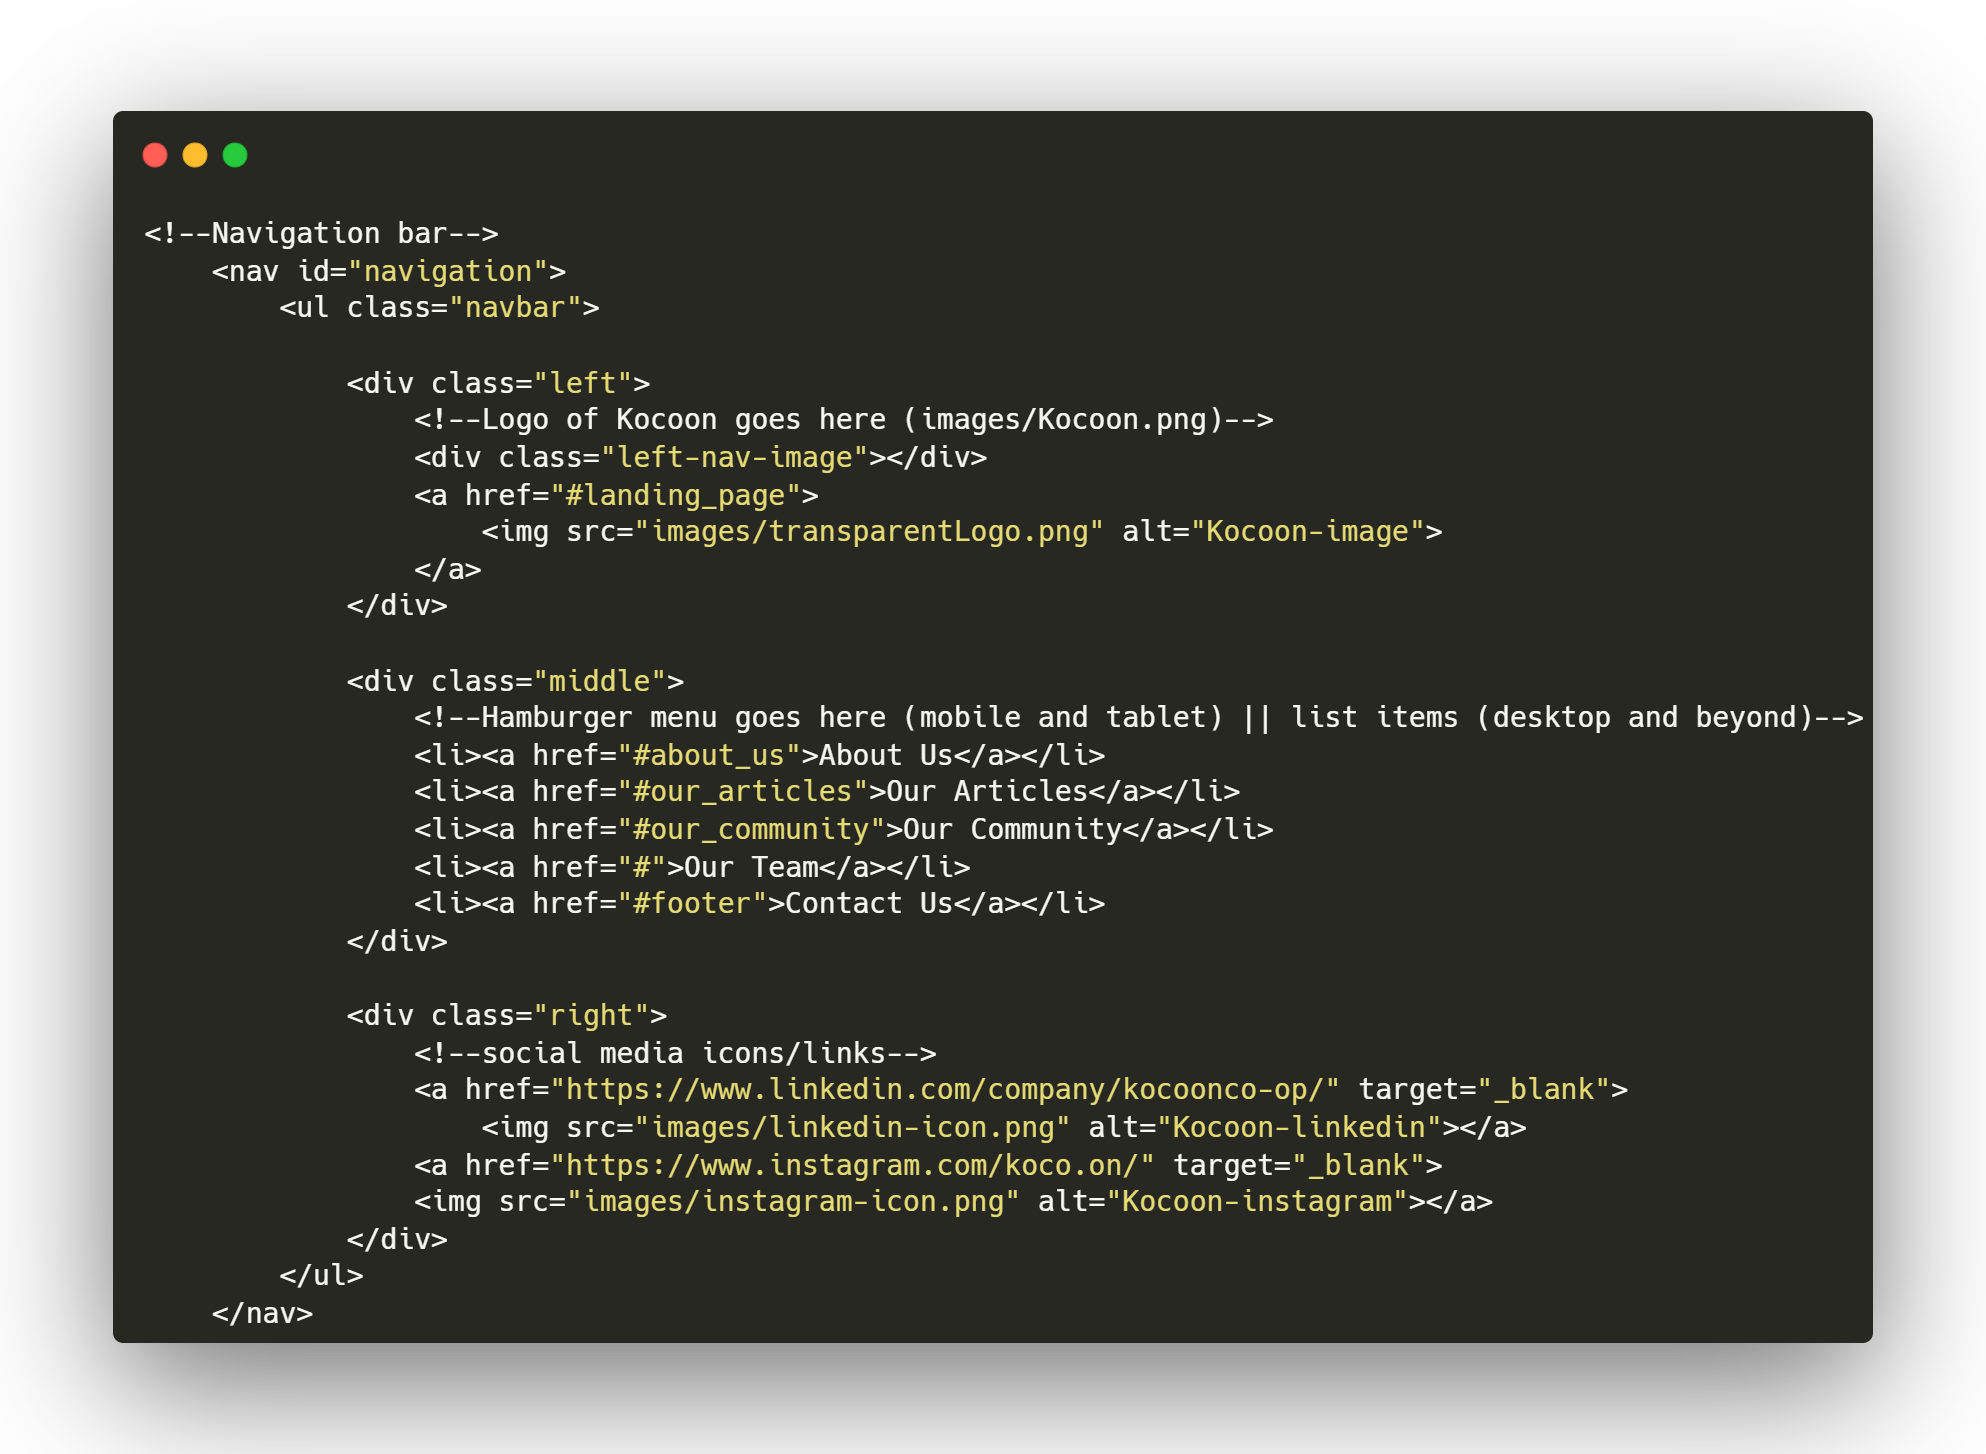 <!--Navigation bar-->
    <nav id="navigation">
        <ul class="navbar">

            <div class="left">
                <!--Logo of Kocoon goes here (images/Kocoon.png)-->
                <div class="left-nav-image"></div>
                <a href="#landing_page">
                    <img src="images/transparentLogo.png" alt="Kocoon-image">
                </a>
            </div>

            <div class="middle">
                <!--Hamburger menu goes here (mobile and tablet) || list items (desktop and beyond)-->
                <li><a href="#about_us">About Us</a></li>
                <li><a href="#our_articles">Our Articles</a></li>
                <li><a href="#our_community">Our Community</a></li>
                <li><a href="#">Our Team</a></li>
                <li><a href="#footer">Contact Us</a></li>
            </div>

            <div class="right">
                <!--social media icons/links-->
                <a href="https://www.linkedin.com/company/kocoonco-op/" target="_blank">
                    <img src="images/linkedin-icon.png" alt="Kocoon-linkedin"></a>
                <a href="https://www.instagram.com/koco.on/" target="_blank">
                <img src="images/instagram-icon.png" alt="Kocoon-instagram"></a>
            </div>
        </ul>
    </nav>